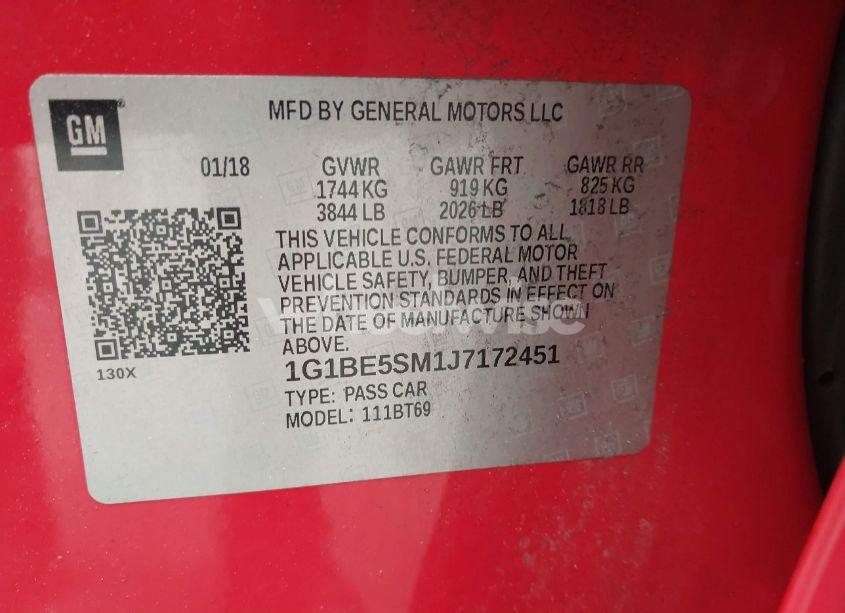 GM
MFD BY GENERAL MOTORS LLC
01/18 GVWR GAWR FRT GAWR RR
1744 KG 919 KG 825 KG
3844 LB 2026 LB 1818 LB
THIS VEHICLE CONFORMS TO ALL
APPLICABLE U.S. FEDERAL MOTOR
VEHICLE SAFETY, BUMPER, AND THEFT
PREVENTION STANDARDS IN EFFECT ON
THE DATE OF MANUFACTURE SHOWN
ABOVE.
130X
1G1BE5SM1J7172451
TYPE: PASS CAR
MODEL: 111BT69